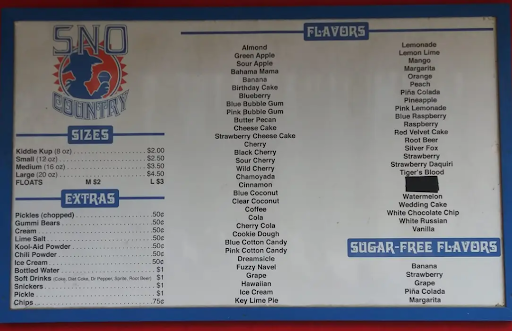 SNO
COUNTRY
SIZES
Kiddie Kup (6 oz) $2.00
Small (12 oz) $2.50
Medium (16 oz) $3.50
Large (20 oz) $4.50
FLOATS M $2 L $3
EXTRAS
Pickles (chopped) .50¢
Gummi Bears .50¢
Cream .50¢
Lime Salt .50¢
Kool-Aid Powder .50¢
Chili Powder .50¢
Ice Cream .50¢
Bottled Water $1
Soft Drinks (Coke, Diet Coke, Dr Pepper, Sprite, Root Beer) $1
Snickers $1
Pickle $1
Chips .75¢
FLAVORS
Almond
Green Apple
Sour Apple
Bahama Mama
Banana
Birthday Cake
Blueberry
Blue Bubble Gum
Pink Bubble Gum
Butter Pecan
Cheese Cake
Strawberry Cheese Cake
Cherry
Black Cherry
Sour Cherry
Wild Cherry
Chamoyada
Cinnamon
Blue Coconut
Clear Coconut
Coffee
Cola
Cherry Cola
Cookie Dough
Blue Cotton Candy
Pink Cotton Candy
Dreamsicle
Fuzzy Navel
Grape
Hawaiian
Ice Cream
Key Lime Pie
Lemonade
Lemon Lime
Mango
Margarita
Orange
Peach
Piña Colada
Pineapple
Pink Lemonade
Blue Raspberry
Raspberry
Red Velvet Cake
Root Beer
Silver Fox
Strawberry
Strawberry Daquiri
Tiger's Blood
Watermelon
Wedding Cake
White Chocolate Chip
White Russian
Vanilla
SUGAR-FREE FLAVORS
Banana
Strawberry
Grape
Piña Colada
Margarita